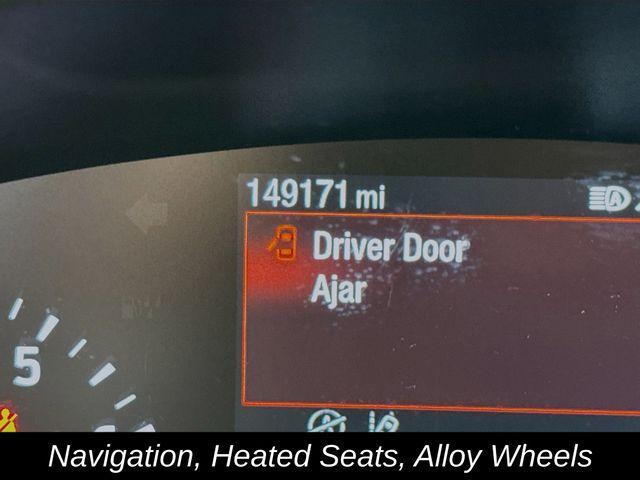 149171 mi
Driver Door
Ajar
5
Navigation, Heated Seats, Alloy Wheels